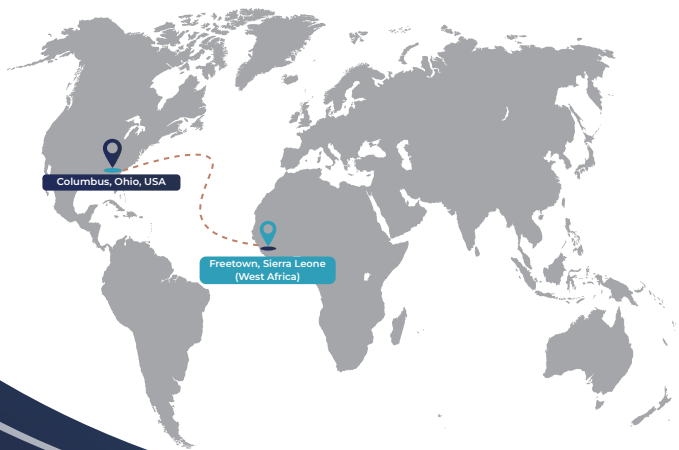 Columbus, Ohio, USA
Freetown, Sierra Leone
(West Africa)